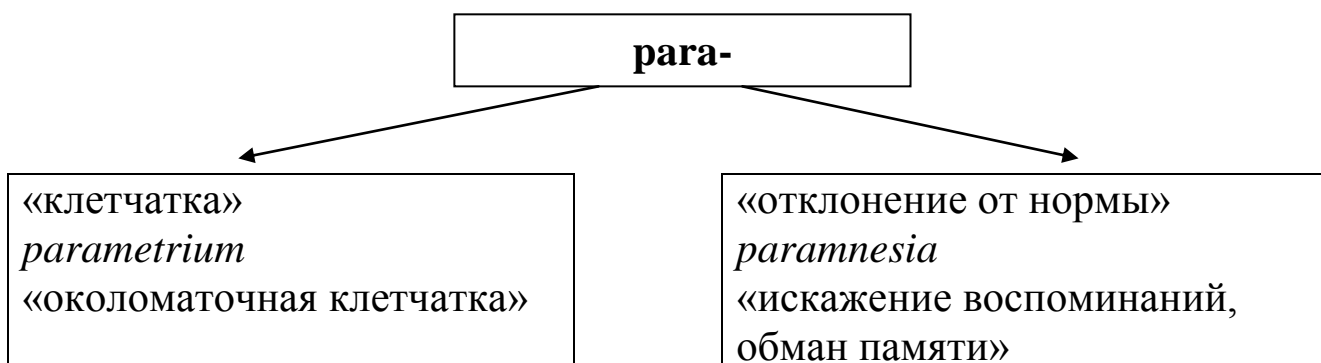 para-
«клетчатка»
parametrium
«околоматочная клетчатка»
«отклонение от нормы»
paramnesia
«искажение воспоминаний,
обман памяти»